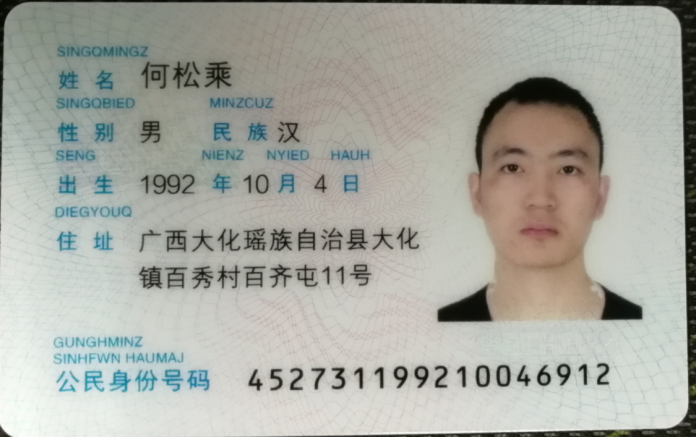 SINGQMINGZ
姓名 何松乘
SINGQBIED MINZCUZ
性别 男 民族 汉
SENG NIENZ NYIED HAUH
出生 1992 年 10 月 4 日
DIEGYOUQ
住址 广西大化瑶族自治县大化
镇百秀村百齐屯11号
GUNGHMINZ
SINHFWN HAUMAJ
公民身份号码 452731199210046912